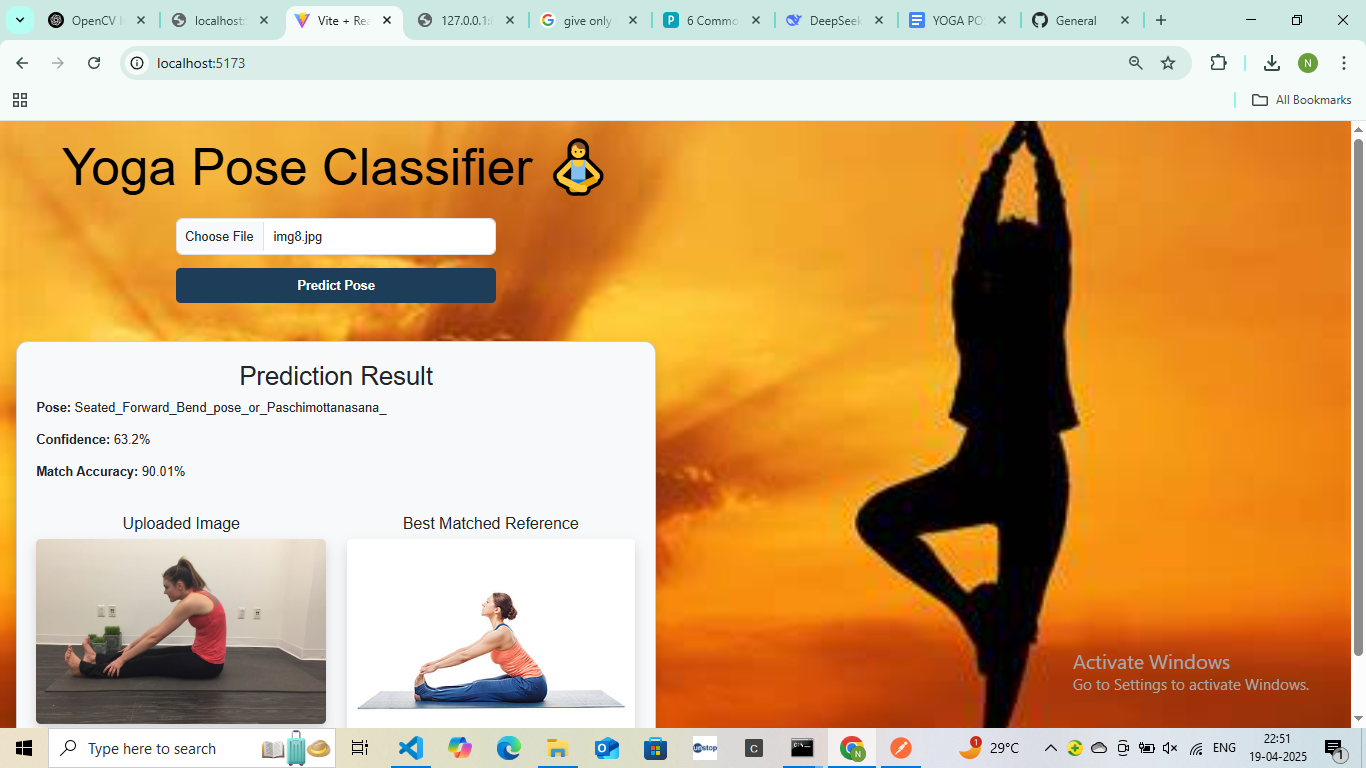 OpenCV I
localhost:
Vite + Rea
127.0.0.1:
give only
6 Commo
DeepSeek
YOGA PO
General
localhost:5173
N
All Bookmarks
Yoga Pose Classifier
Choose File img8.jpg
Predict Pose
Prediction Result
Pose: Seated_Forward_Bend_pose_or_Paschimottanasana_
Confidence: 63.2%
Match Accuracy: 90.01%
Uploaded Image
Best Matched Reference
Activate Windows
Go to Settings to activate Windows.
Type here to search
unstop
C
N
1
29°C
ENG
22:51
19-04-2025
1